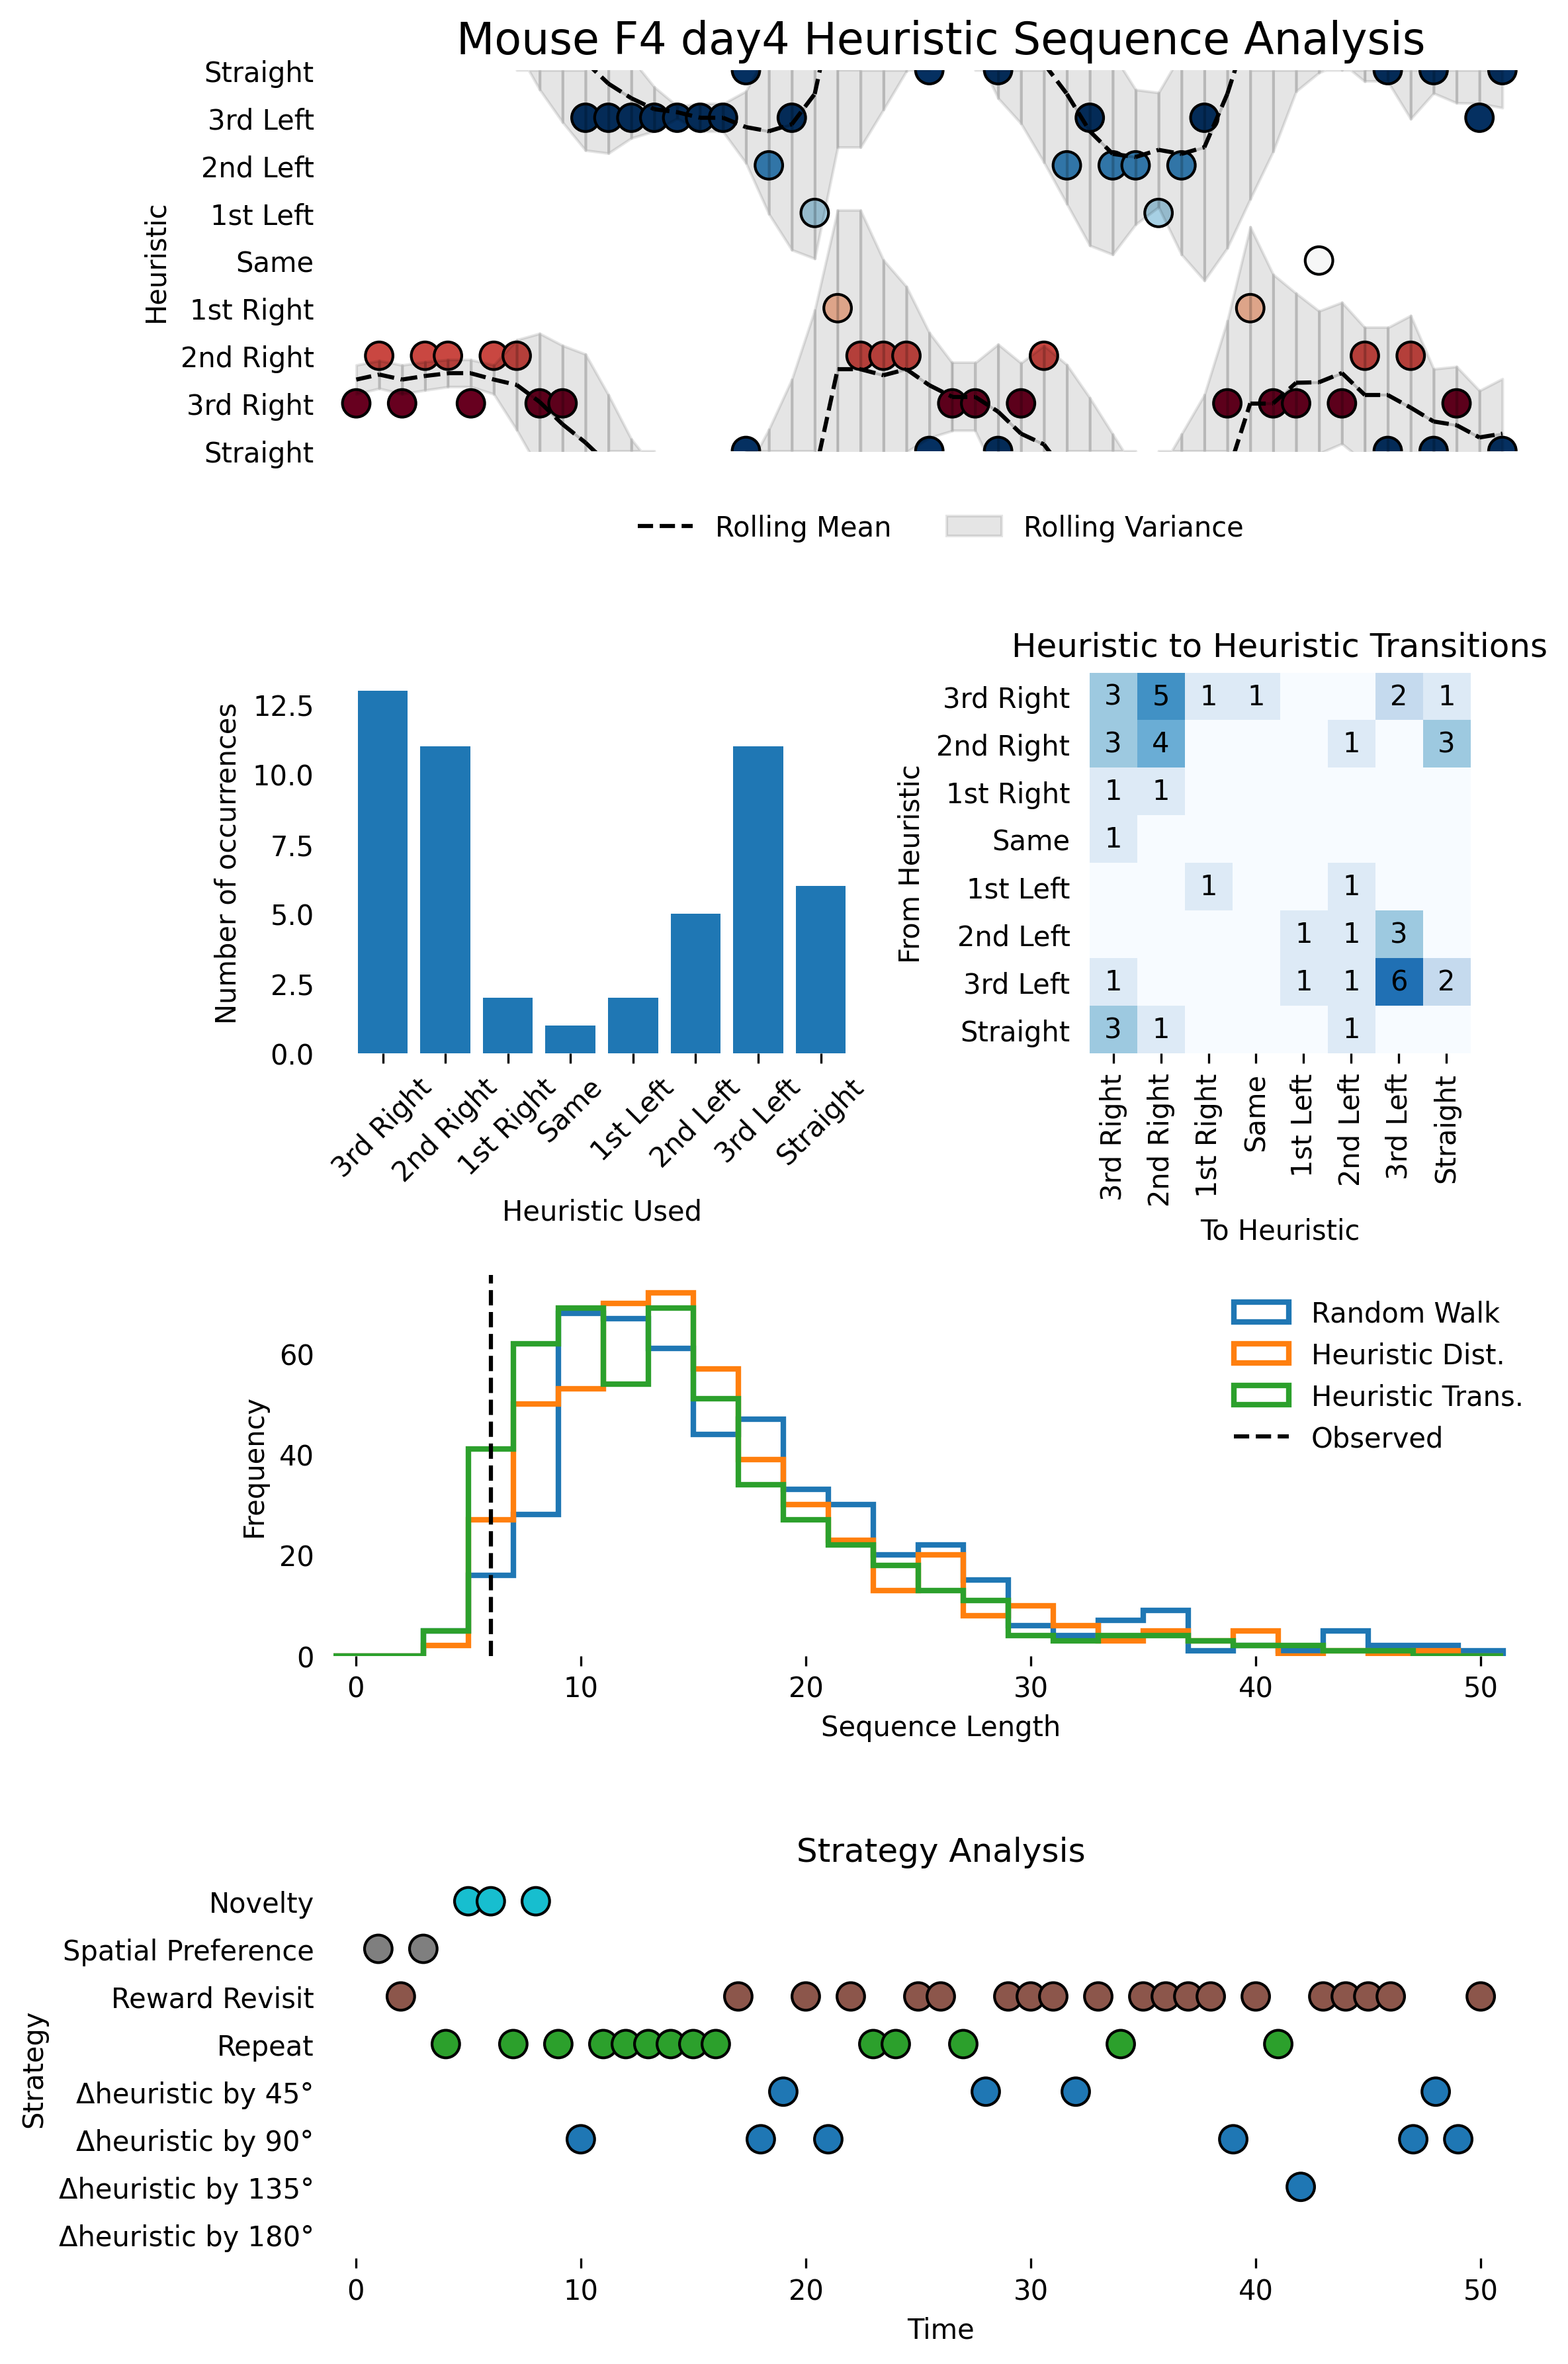 Mouse F4 day4 Heuristic Sequence Analysis
Heuristic
Straight
3rd Left
2nd Left
1st Left
Same
1st Right
2nd Right
3rd Right
Straight
Rolling Mean Rolling Variance
Number of occurrences
12.5
10.0
7.5
5.0
2.5
0.0
3rd Right 2nd Right 1st Right Same 1st Left 2nd Left 3rd Left Straight
Heuristic Used
Heuristic to Heuristic Transitions
From Heuristic
3rd Right 3 5 1 1 2 1
2nd Right 3 4 1 3
1st Right 1 1
Same 1
1st Left 1 1
2nd Left 1 1 3
3rd Left 1 1 1 6 2
Straight 3 1 1
3rd Right 2nd Right 1st Right Same 1st Left 2nd Left 3rd Left Straight
To Heuristic
Frequency
60
40
20
0
0 10 20 30 40 50
Sequence Length
Random Walk
Heuristic Dist.
Heuristic Trans.
Observed
Strategy Analysis
Strategy
Novelty
Spatial Preference
Reward Revisit
Repeat
Δheuristic by 45°
Δheuristic by 90°
Δheuristic by 135°
Δheuristic by 180°
0 10 20 30 40 50
Time